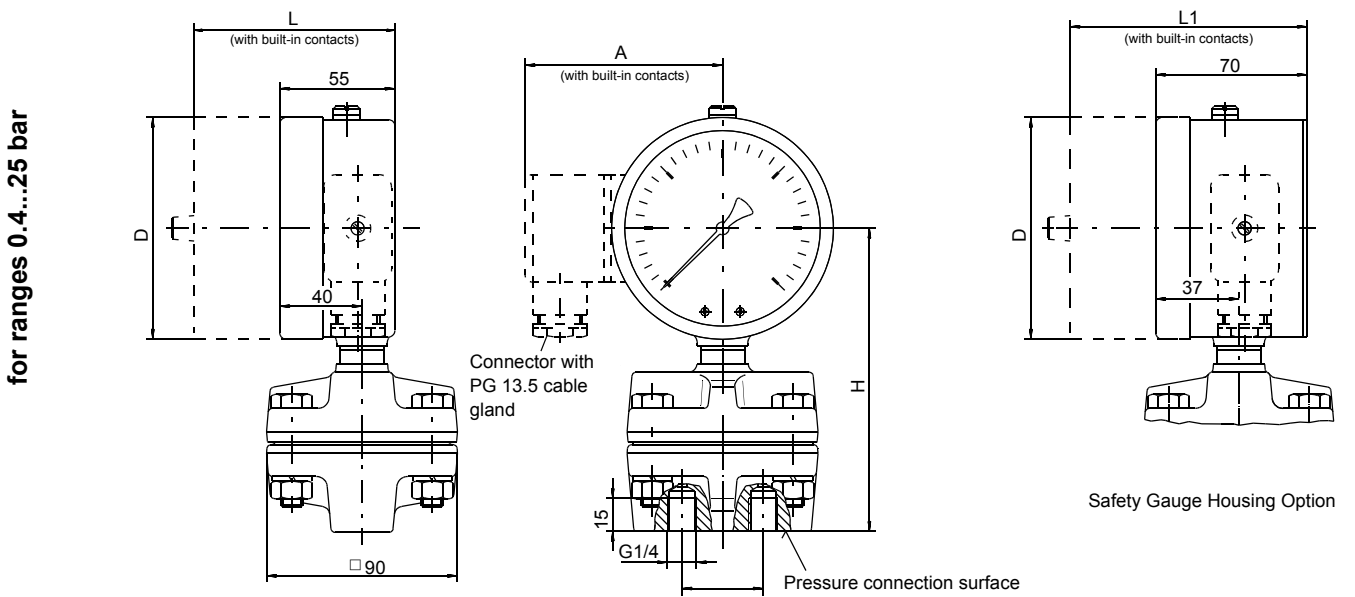 for ranges 0.4...25 bar
L
(with built-in contacts)
55
D
40
□ 90
A
(with built-in contacts)
Connector with
PG 13.5 cable
gland
H
15
G1/4
Pressure connection surface
L1
(with built-in contacts)
70
D
37
Safety Gauge Housing Option